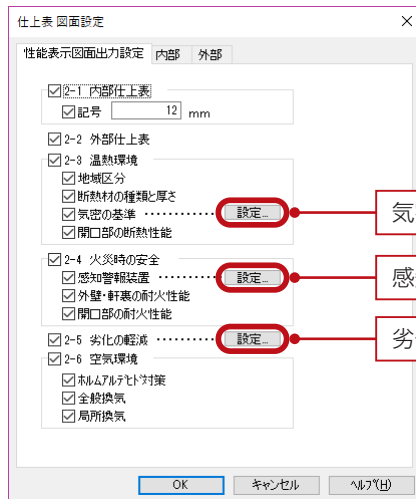 仕上表 図面設定 ×
性能表示図面出力設定 内部 外部
2-1 内部仕上表
記号 12 mm
2-2 外部仕上表
2-3 温熱環境
地域区分
断熱材の種類と厚さ
気密の基準 ·········· 設定...
気
開口部の断熱性能
2-4 火災時の安全
感知警報装置 ·········· 設定...
感
外壁・軒裏の耐火性能
開口部の耐火性能
2-5 劣化の軽減 ·········· 設定...
劣
2-6 空気環境
ホルムアルデヒド対策
全般換気
局所換気
OK キャンセル ヘルプ(H)